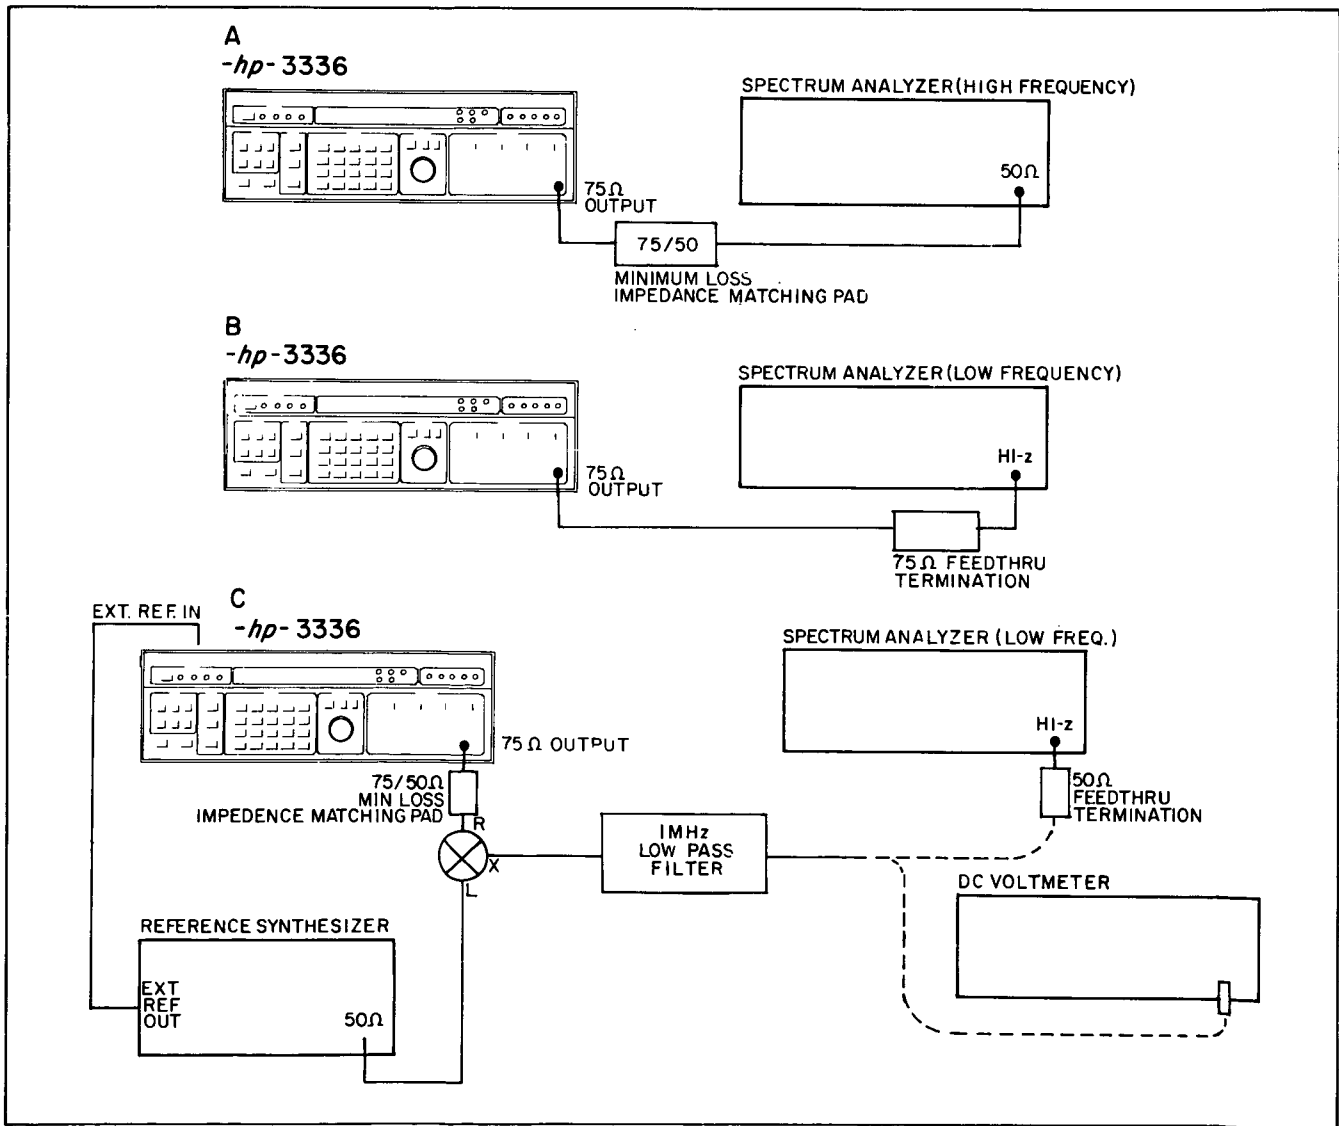 A
-hp- 3336
SPECTRUM ANALYZER (HIGH FREQUENCY)
50Ω
75Ω
OUTPUT
75/50
MINIMUM LOSS
IMPEDANCE MATCHING PAD
B
-hp- 3336
SPECTRUM ANALYZER (LOW FREQUENCY)
HI-z
75Ω
OUTPUT
75Ω FEEDTHRU
TERMINATION
C
EXT. REF. IN
-hp- 3336
SPECTRUM ANALYZER (LOW FREQ.)
HI-z
75Ω OUTPUT
75/50Ω
MIN LOSS
IMPEDENCE MATCHING PAD
50Ω
FEEDTHRU
TERMINATION
R
X
L
1MHz
LOW PASS
FILTER
DC VOLTMETER
REFERENCE SYNTHESIZER
EXT
REF
OUT
50Ω